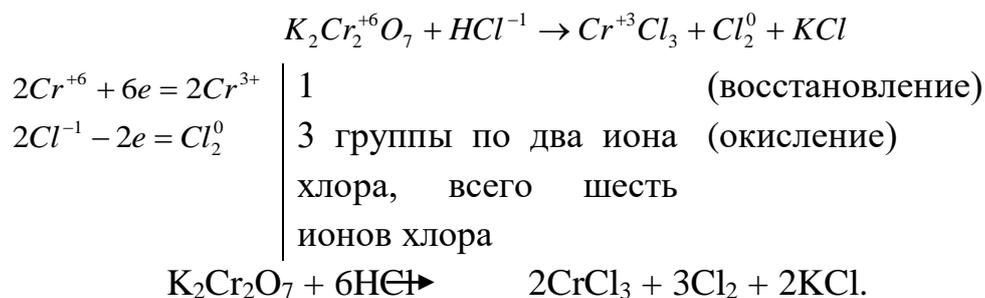 K₂Cr₂⁺⁶O₇ + HCl⁻¹ → Cr⁺³Cl₃ + Cl₂⁰ + KCl
2Cr⁺⁶ + 6e = 2Cr³⁺ | 1 (восстановление)
2Cl⁻¹ − 2e = Cl₂⁰ | 3 группы по два иона (окисление)
хлора, всего шесть
ионов хлора
K₂Cr₂O₇ + 6HCl → 2CrCl₃ + 3Cl₂ + 2KCl.